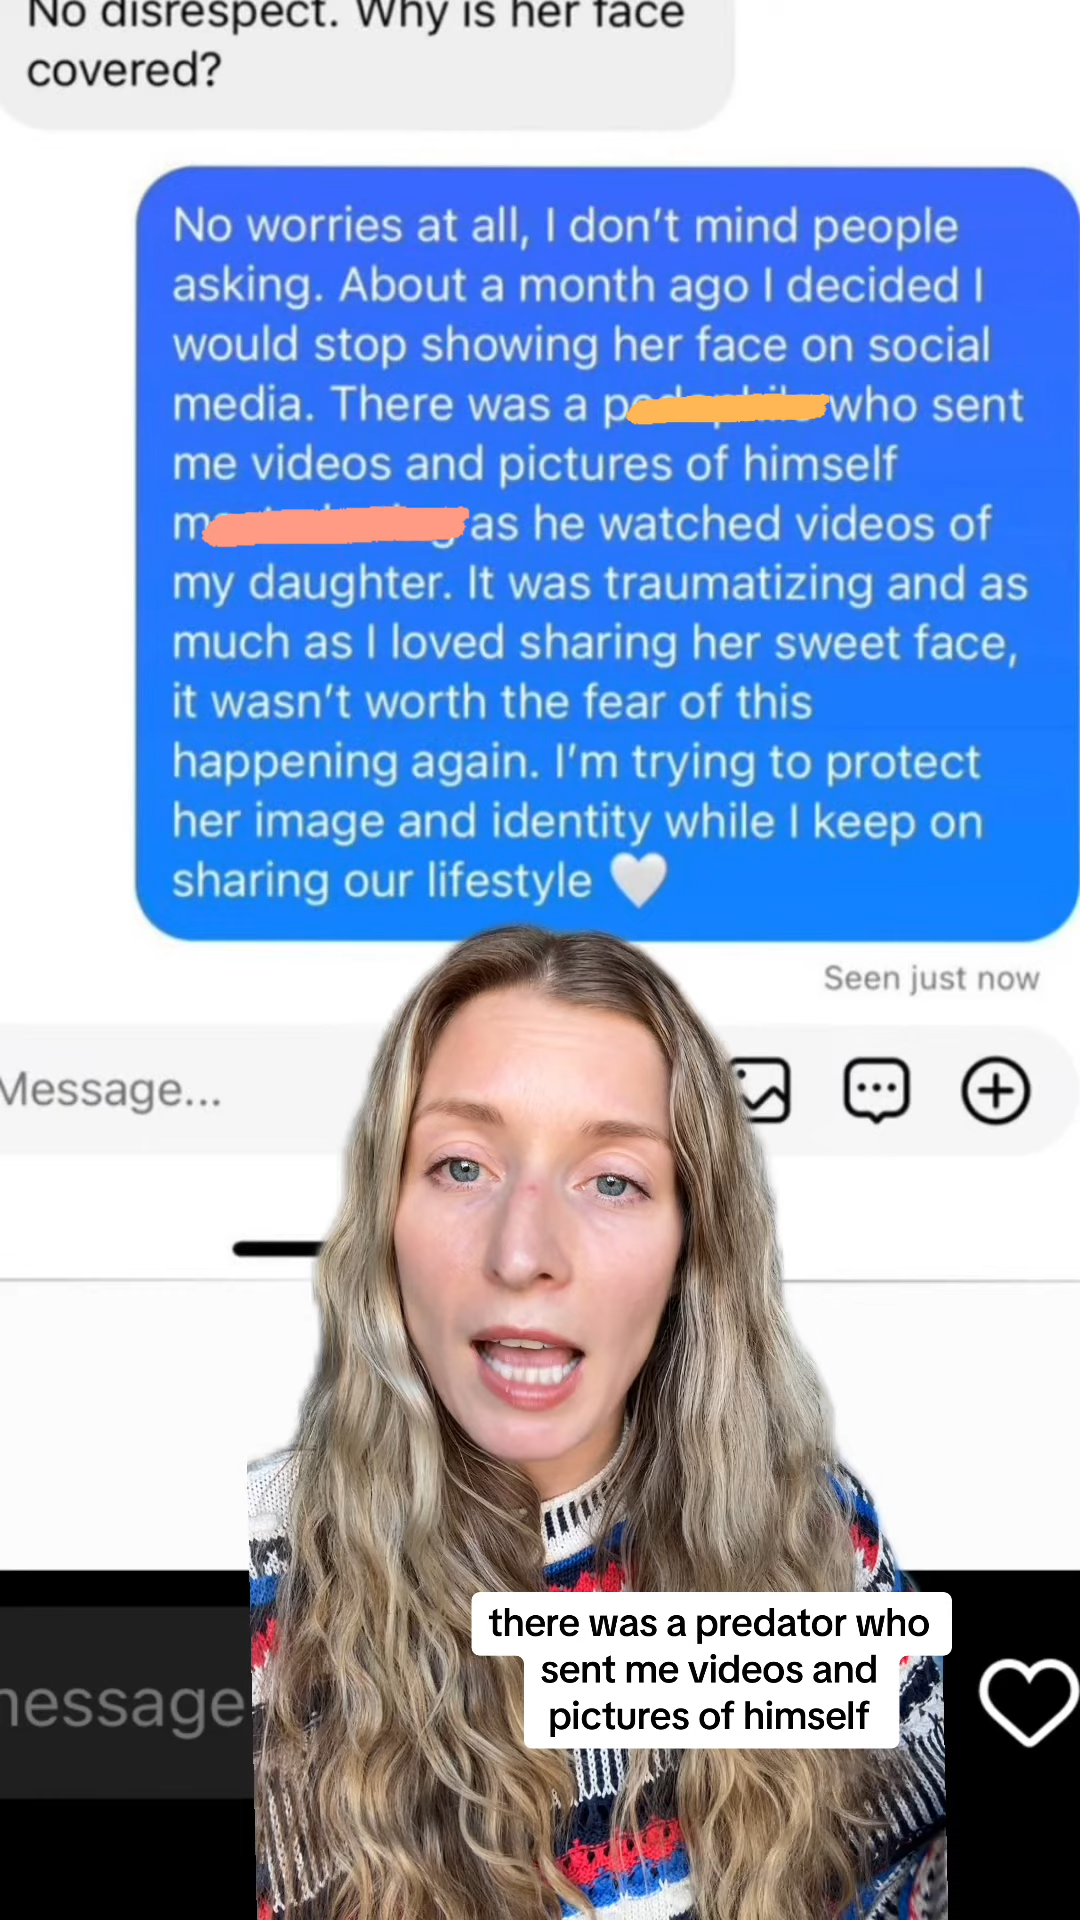 No disrespect. Why is her face
covered?
No worries at all, I don't mind people
asking. About a month ago I decided I
would stop showing her face on social
media. There was a who sent
me videos and pictures of himself
as he watched videos of
my daughter. It was traumatizing and as
much as I loved sharing her sweet face,
it wasn't worth the fear of this
happening again. I'm trying to protect
her image and identity while I keep on
sharing our lifestyle 🤍
Seen just now
Message...
there was a predator who
sent me videos and
pictures of himself
message